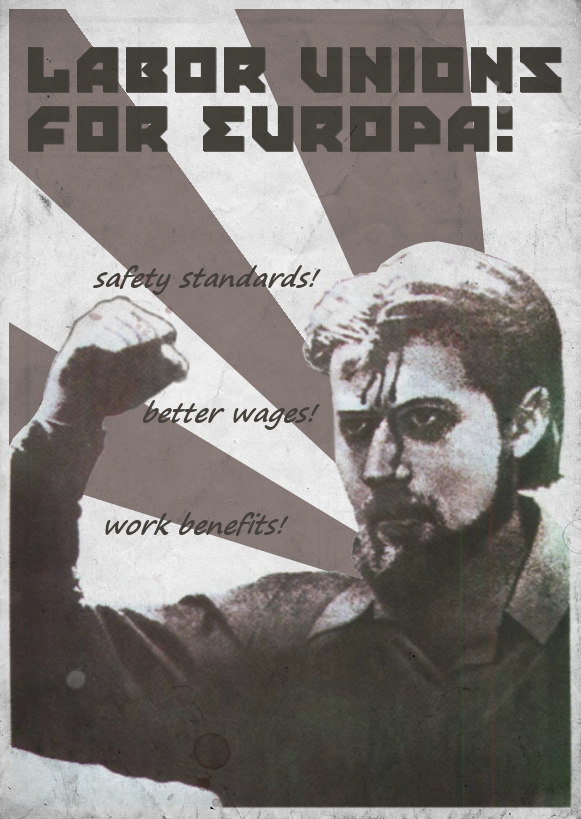 LABOR UNIONS
FOR EUROPA!
safety standards!
better wages!
work benefits!